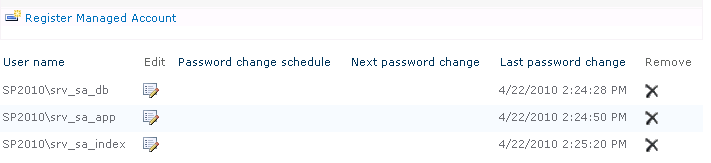 Register Managed Account
User name Edit Password change schedule Next password change Last password change Remove
SP2010\srv_sa_db 4/22/2010 2:24:28 PM
SP2010\srv_sa_app 4/22/2010 2:24:50 PM
SP2010\srv_sa_index 4/22/2010 2:25:20 PM